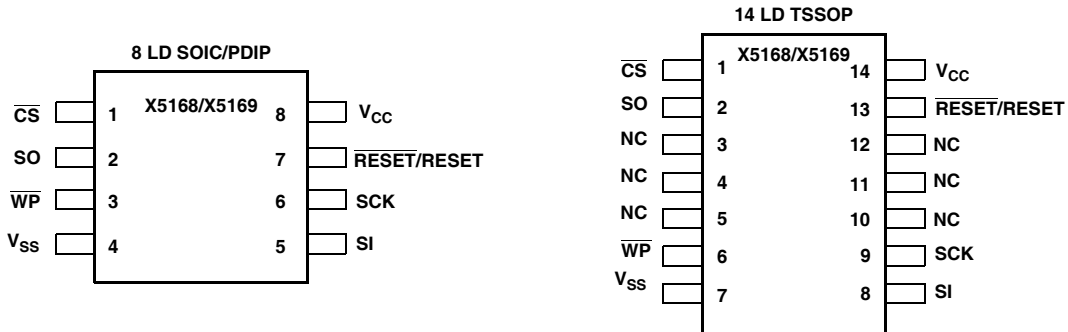 8 LD SOIC/PDIP
X5168/X5169
CS 1 8 VCC
SO 2 7 RESET/RESET
WP 3 6 SCK
VSS 4 5 SI
14 LD TSSOP
X5168/X5169
CS 1 14 VCC
SO 2 13 RESET/RESET
NC 3 12 NC
NC 4 11 NC
NC 5 10 NC
WP 6 9 SCK
VSS 7 8 SI